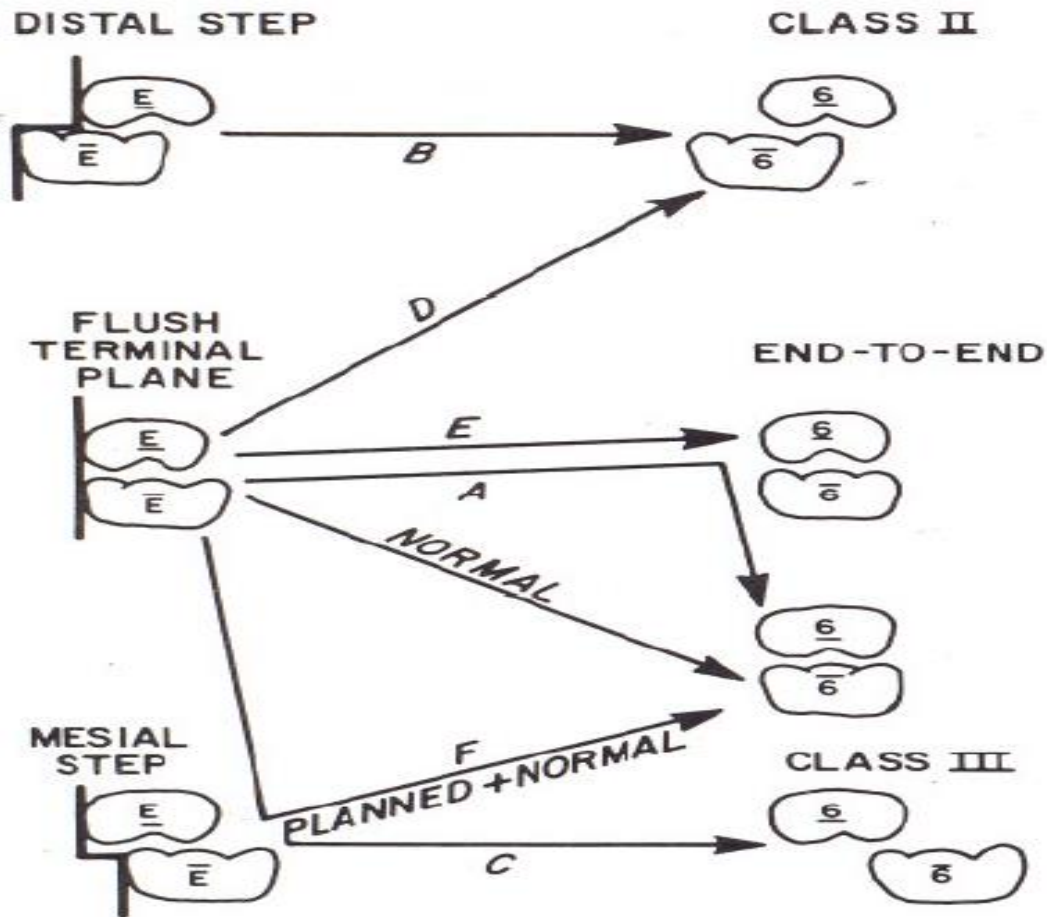 DISTAL STEP
CLASS II
E
E
B
6
6
D
FLUSH
TERMINAL
PLANE
END-TO-END
E
E
E
A
6
6
NORMAL
6
6
MESIAL
STEP
F
PLANNED + NORMAL
CLASS III
E
E
C
6
6